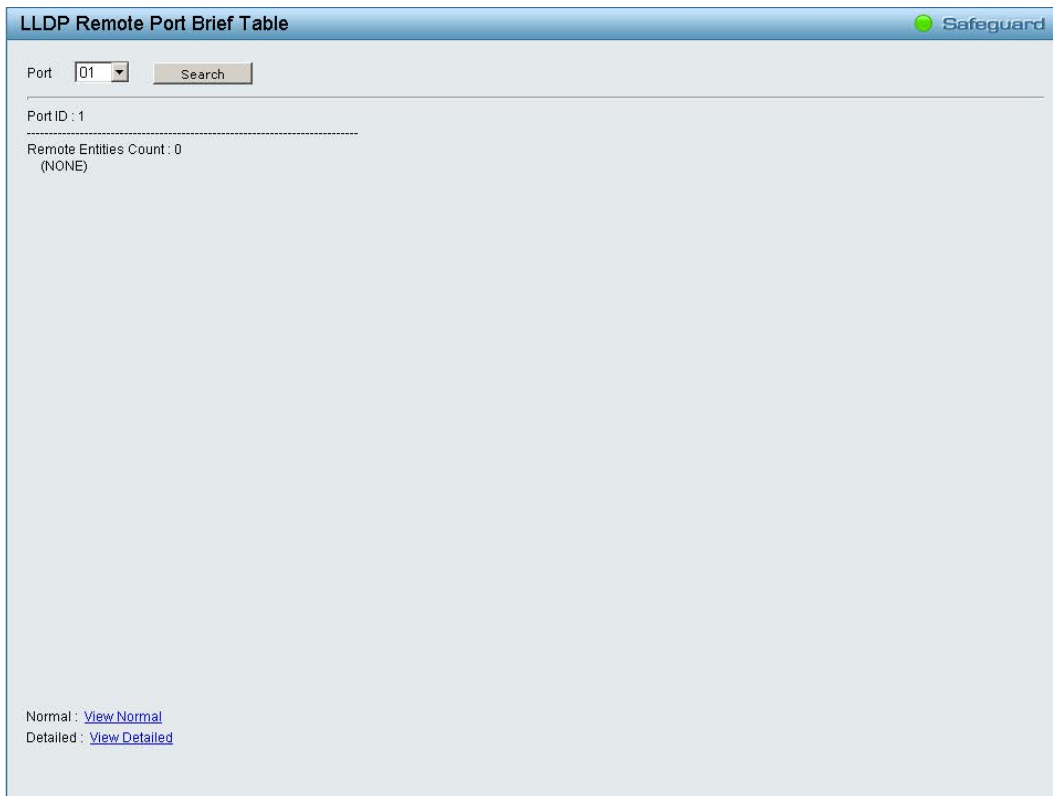 LLDP Remote Port Brief Table
Safeguard
Port 01 Search
Port ID : 1
--------------------------------------------------------------------------
Remote Entities Count : 0
(NONE)
Normal : View Normal
Detailed : View Detailed